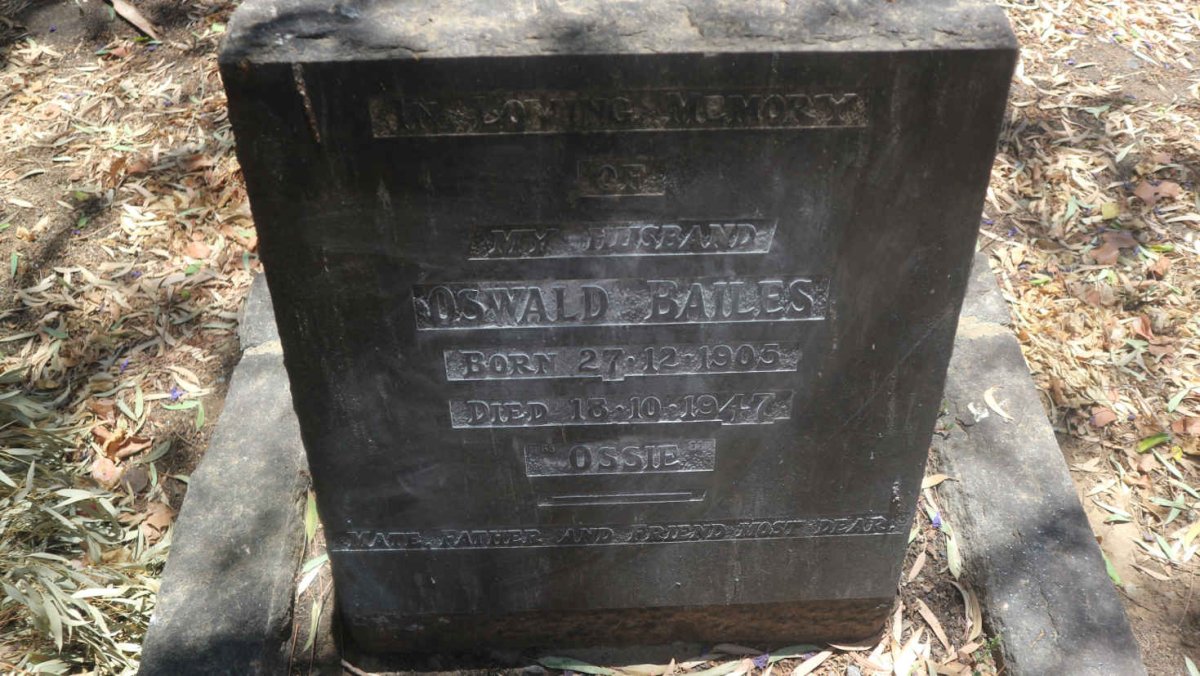 IN LOVING MEMORY
OF
MY HUSBAND
OSWALD BAILES
BORN 27·12·1905
DIED 18·10·1947
"OSSIE"
MATE, FATHER AND FRIEND MOST DEAR.